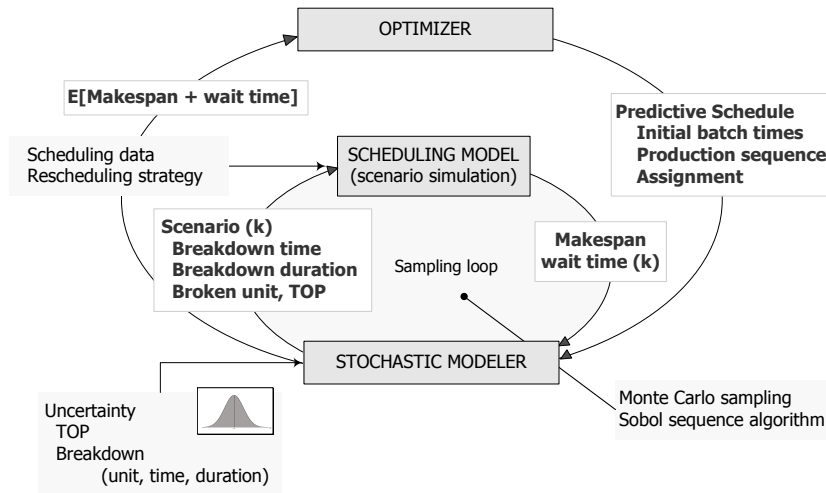 OPTIMIZER
E[Makespan + wait time]
Predictive Schedule
Initial batch times
Production sequence
Assignment
Scheduling data
Rescheduling strategy
SCHEDULING MODEL
(scenario simulation)
Scenario (k)
Breakdown time
Breakdown duration
Broken unit, TOP
Makespan
wait time (k)
Sampling loop
STOCHASTIC MODELER
Monte Carlo sampling
Sobol sequence algorithm
Uncertainty
TOP
Breakdown
(unit, time, duration)